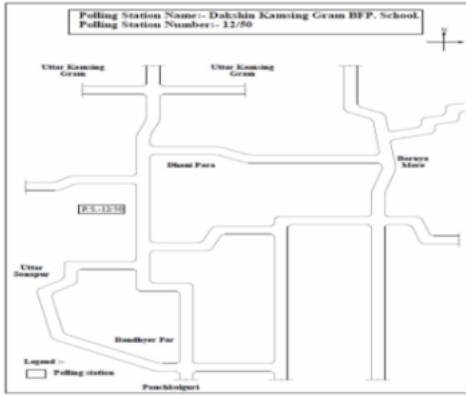 Polling Station Name:- Dakshin Kamsing Gram BFP. School.
Polling Station Number:- 12/50
N
Uttar Kamsing
Gram
Uttar Kamsing
Gram
Dhani Para
Baruya
More
P.S.-12/50
Uttar
Sonapur
Bandhyer Par
Legend :-
Polling station
Panchkolguri